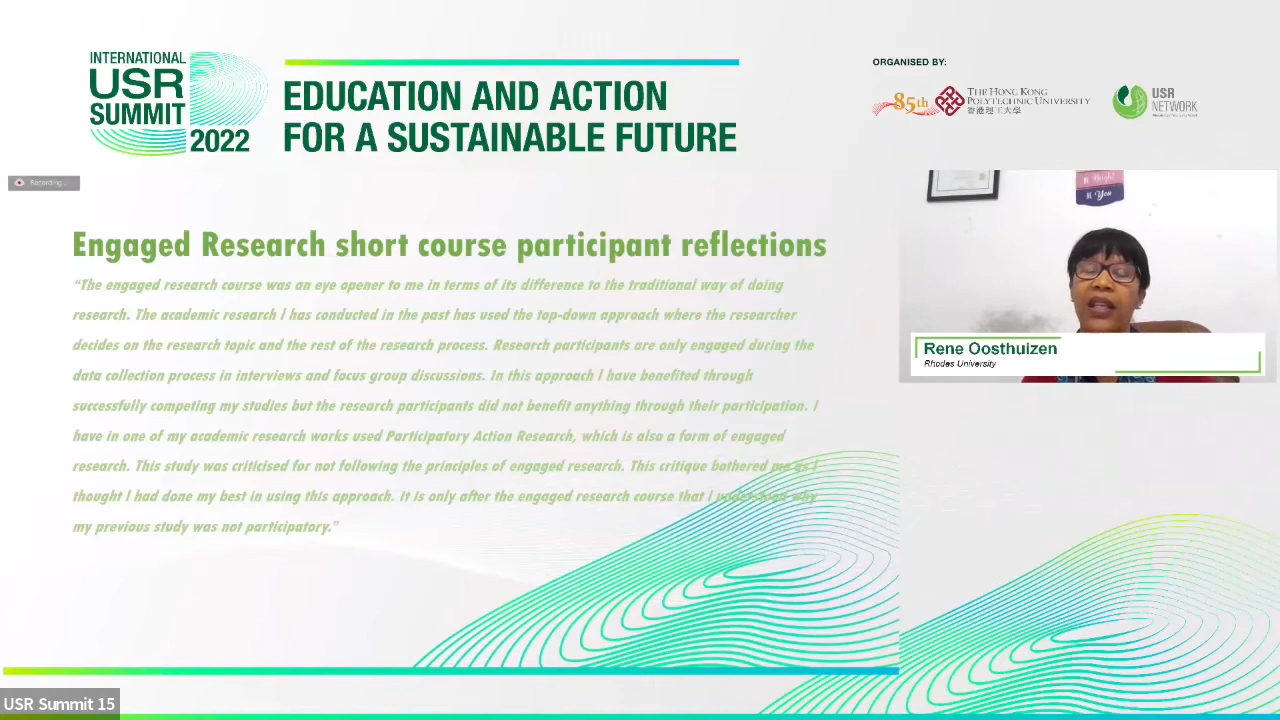 INTERNATIONAL
USR
SUMMIT
2022
EDUCATION AND ACTION
FOR A SUSTAINABLE FUTURE
ORGANISED BY:
85th
THE HONG KONG
POLYTECHNIC UNIVERSITY
香港理工大學
USR
NETWORK
Recording...
Engaged Research short course participant reflections
“The engaged research course was an eye opener to me in terms of its difference to the traditional way of doing
research. The academic research I has conducted in the past has used the top-down approach where the researcher
decides on the research topic and the rest of the research process. Research participants are only engaged during the
data collection process in interviews and focus group discussions. In this approach I have benefited through
successfully competing my studies but the research participants did not benefit anything through their participation. I
have in one of my academic research works used Participatory Action Research, which is also a form of engaged
research. This study was criticised for not following the principles of engaged research. This critique bothered me as I
thought I had done my best in using this approach. It is only after the engaged research course that I understand why
my previous study was not participatory.”
Be You
Rene Oosthuizen
Rhodes University
USR Summit 15